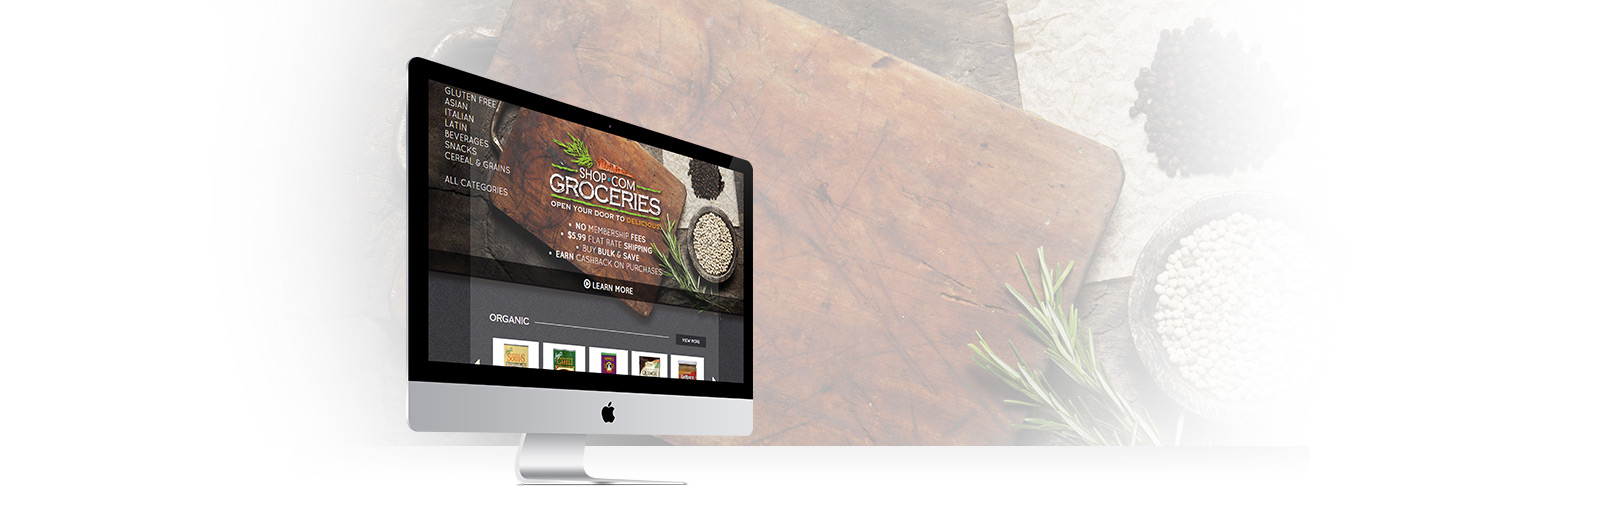 GLUTEN FREE
ASIAN
ITALIAN
LATIN
BEVERAGES
SNACKS
CEREAL & GRAINS
ALL CATEGORIES
SHOP.COM
GROCERIES
OPEN YOUR DOOR TO DELICIOUS
• NO MEMBERSHIP FEES
• $5.99 FLAT RATE SHIPPING
• BUY BULK & SAVE
• EARN CASHBACK ON PURCHASES
LEARN MORE
ORGANIC
VIEW MORE